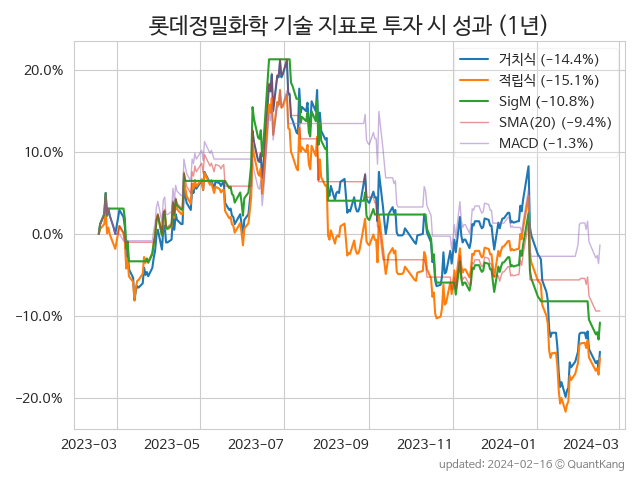 롯데정밀화학 기술 지표로 투자 시 성과 (1년)
거치식 (−14.4%)
적립식 (−15.1%)
SigM (−10.8%)
SMA(20) (−9.4%)
MACD (−1.3%)
20.0%
10.0%
0.0%
−10.0%
−20.0%
2023-03 2023-05 2023-07 2023-09 2023-11 2024-01 2024-03
updated: 2024-02-16 © QuantKang